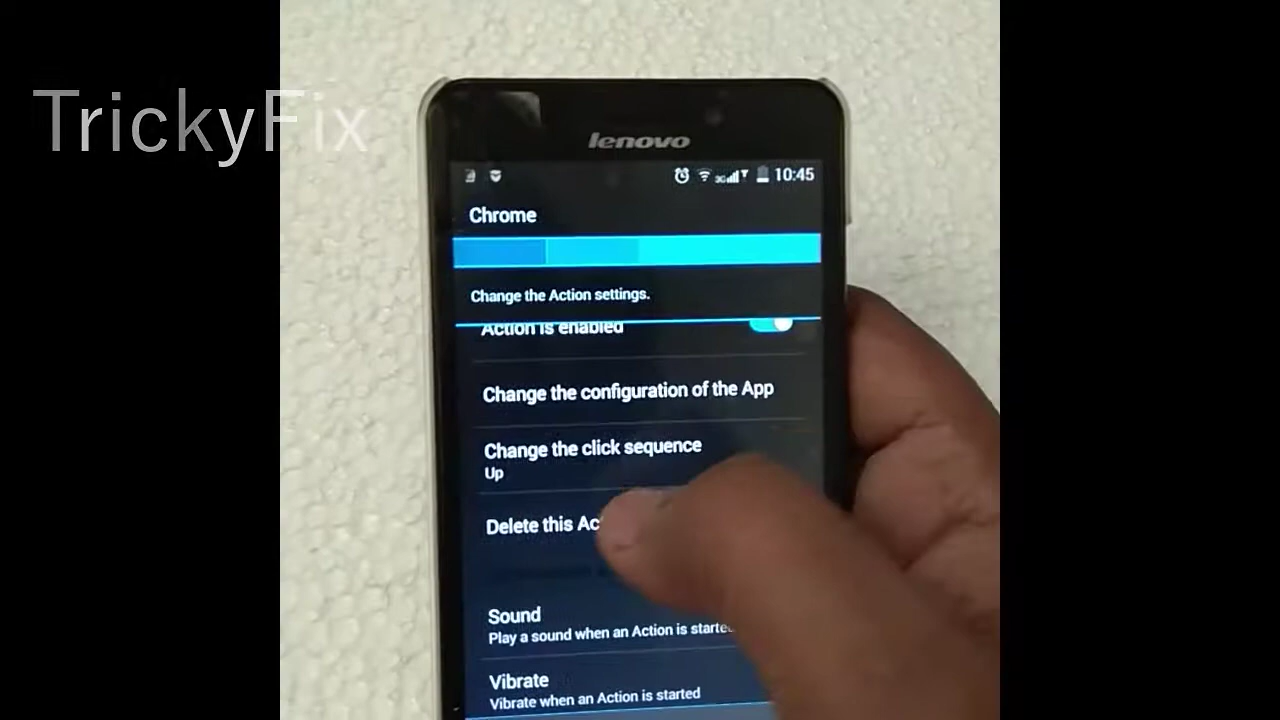 TrickyFix
lenovo
3G
10:45
Chrome
Change the Action settings.
Action is enabled
Change the configuration of the App
Change the click sequence
Up
Delete this
Sound
Play a sound when an Action is
Vibrate
Vibrate when an Action is started